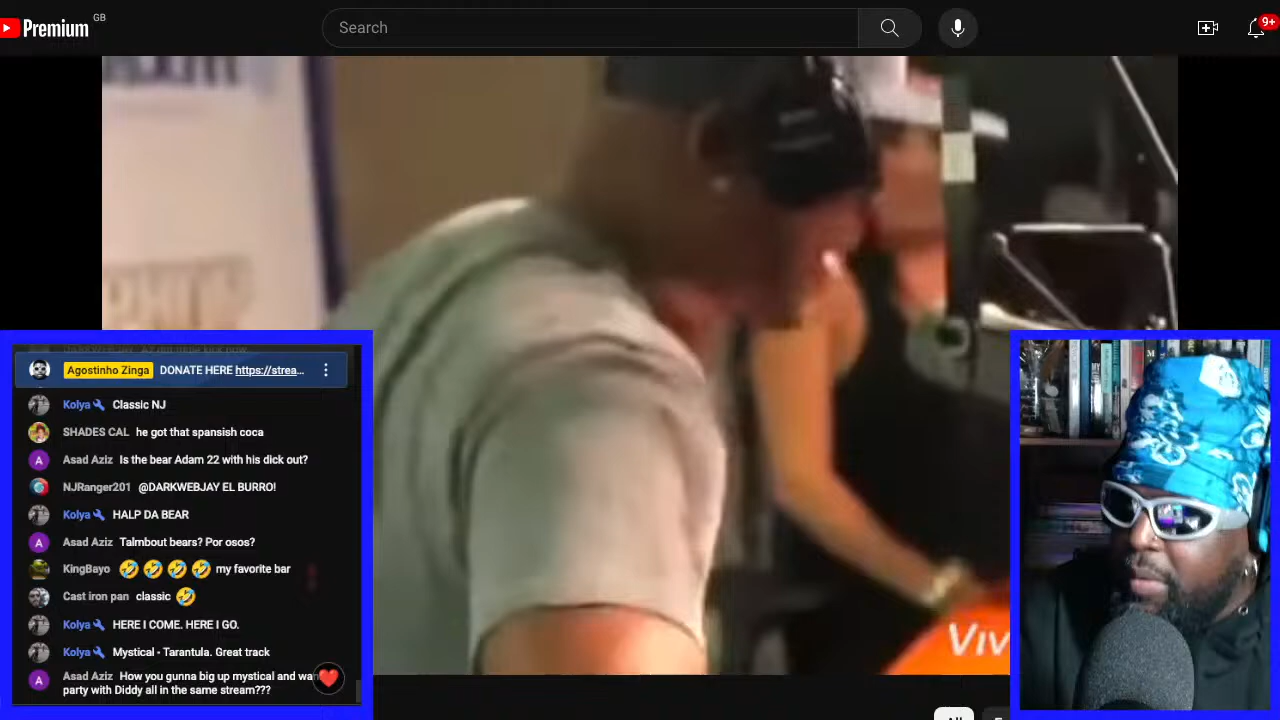 Premium
GB
Search
9+
Agostinho Zinga DONATE HERE https://strea...
Kolya Classic NJ
SHADES CAL he got that spansish coca
Asad Aziz Is the bear Adam 22 with his dick out?
NJRanger201 @DARKWEBJAY EL BURRO!
Kolya HALP DA BEAR
Asad Aziz Talmbout bears? Por osos?
KingBayo 🤣🤣🤣🤣 my favorite bar
Cast iron pan classic 🤣
Kolya HERE I COME. HERE I GO.
Kolya Mystical - Tarantula. Great track
Asad Aziz How you gunna big up mystical and
party with Diddy all in the same stream???
A
A
A